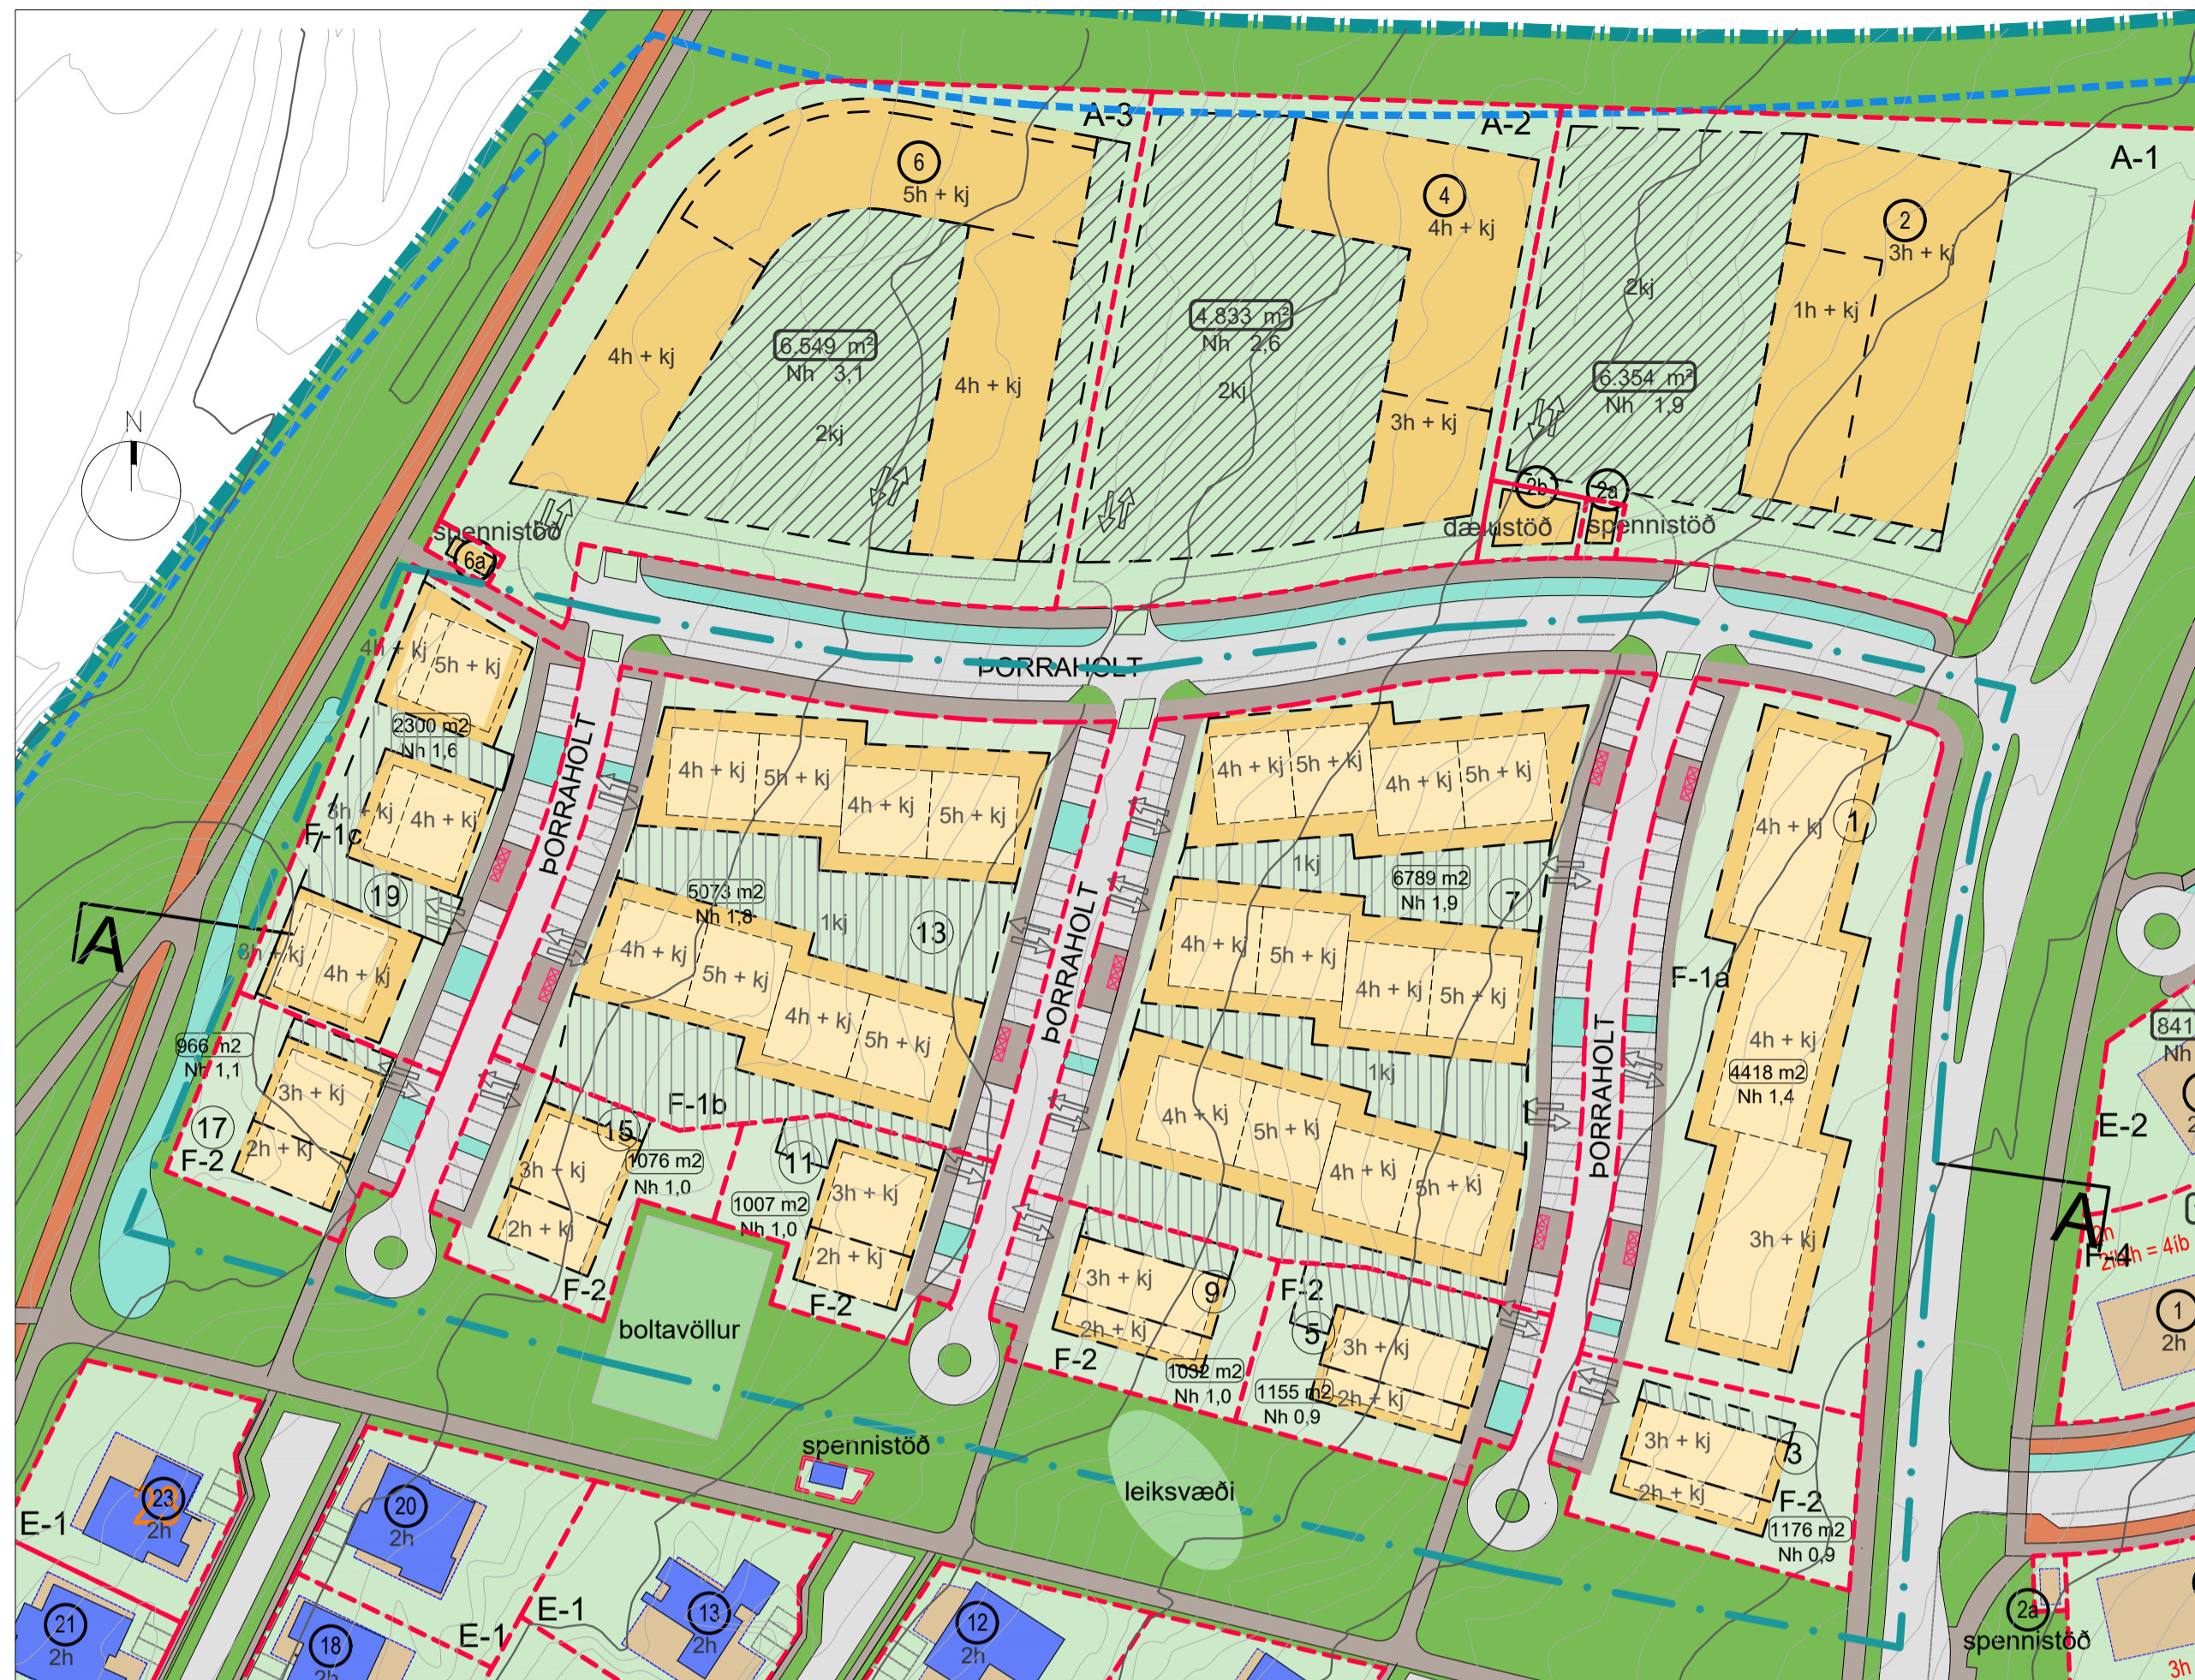 A-3
A-2
A-1
6
5h + kj
4
4h + kj
2
3h + kj
2kj
1h + kj
4.833 m²
Nh 2,6
6.549 m²
Nh 3,1
4h + kj
4h + kj
2kj
2kj
6.354 m²
Nh 1,9
3h + kj
N
2b
2a
spennistöð
dælustöð
spennistöð
6a
4h + kj
5h + kj
ÞORRAHOLT
2300 m2
Nh 1,6
ÞORRAHOLT
4h + kj
5h + kj
4h + kj
5h + kj
4h + kj
5h + kj
4h + kj
5h + kj
3h + kj
4h + kj
F-1c
4h + kj
1
19
5073 m2
Nh 1,8
1kj
13
1kj
6789 m2
Nh 1,9
7
A
3h + kj
4h + kj
4h + kj
5h + kj
4h + kj
5h + kj
ÞORRAHOLT
4h + kj
5h + kj
4h + kj
5h + kj
F-1a
966 m2
Nh 1,1
3h + kj
2h + kj
17
F-2
F-1b
1kj
ÞORRAHOLT
4h + kj
4418 m2
Nh 1,4
841
Nh
E-2
15
3h + kj
2h + kj
1076 m2
Nh 1,0
11
1007 m2
Nh 1,0
3h + kj
2h + kj
4h + kj
5h + kj
4h + kj
5h + kj
3h + kj
A
2h
2íb/h = 4íb
F-4
F-2
F-2
boltavöllur
3h + kj
2h + kj
9
F-2
1032 m2
Nh 1,0
F-2
5
3h + kj
2h + kj
1155 m2
Nh 0,9
1
2h
3h + kj
2h + kj
3
F-2
1176 m2
Nh 0,9
spennistöð
leiksvæði
E-1
23
2h
20
2h
21
2h
18
2h
E-1
E-1
13
2h
12
2h
2a
spennistöð
3h